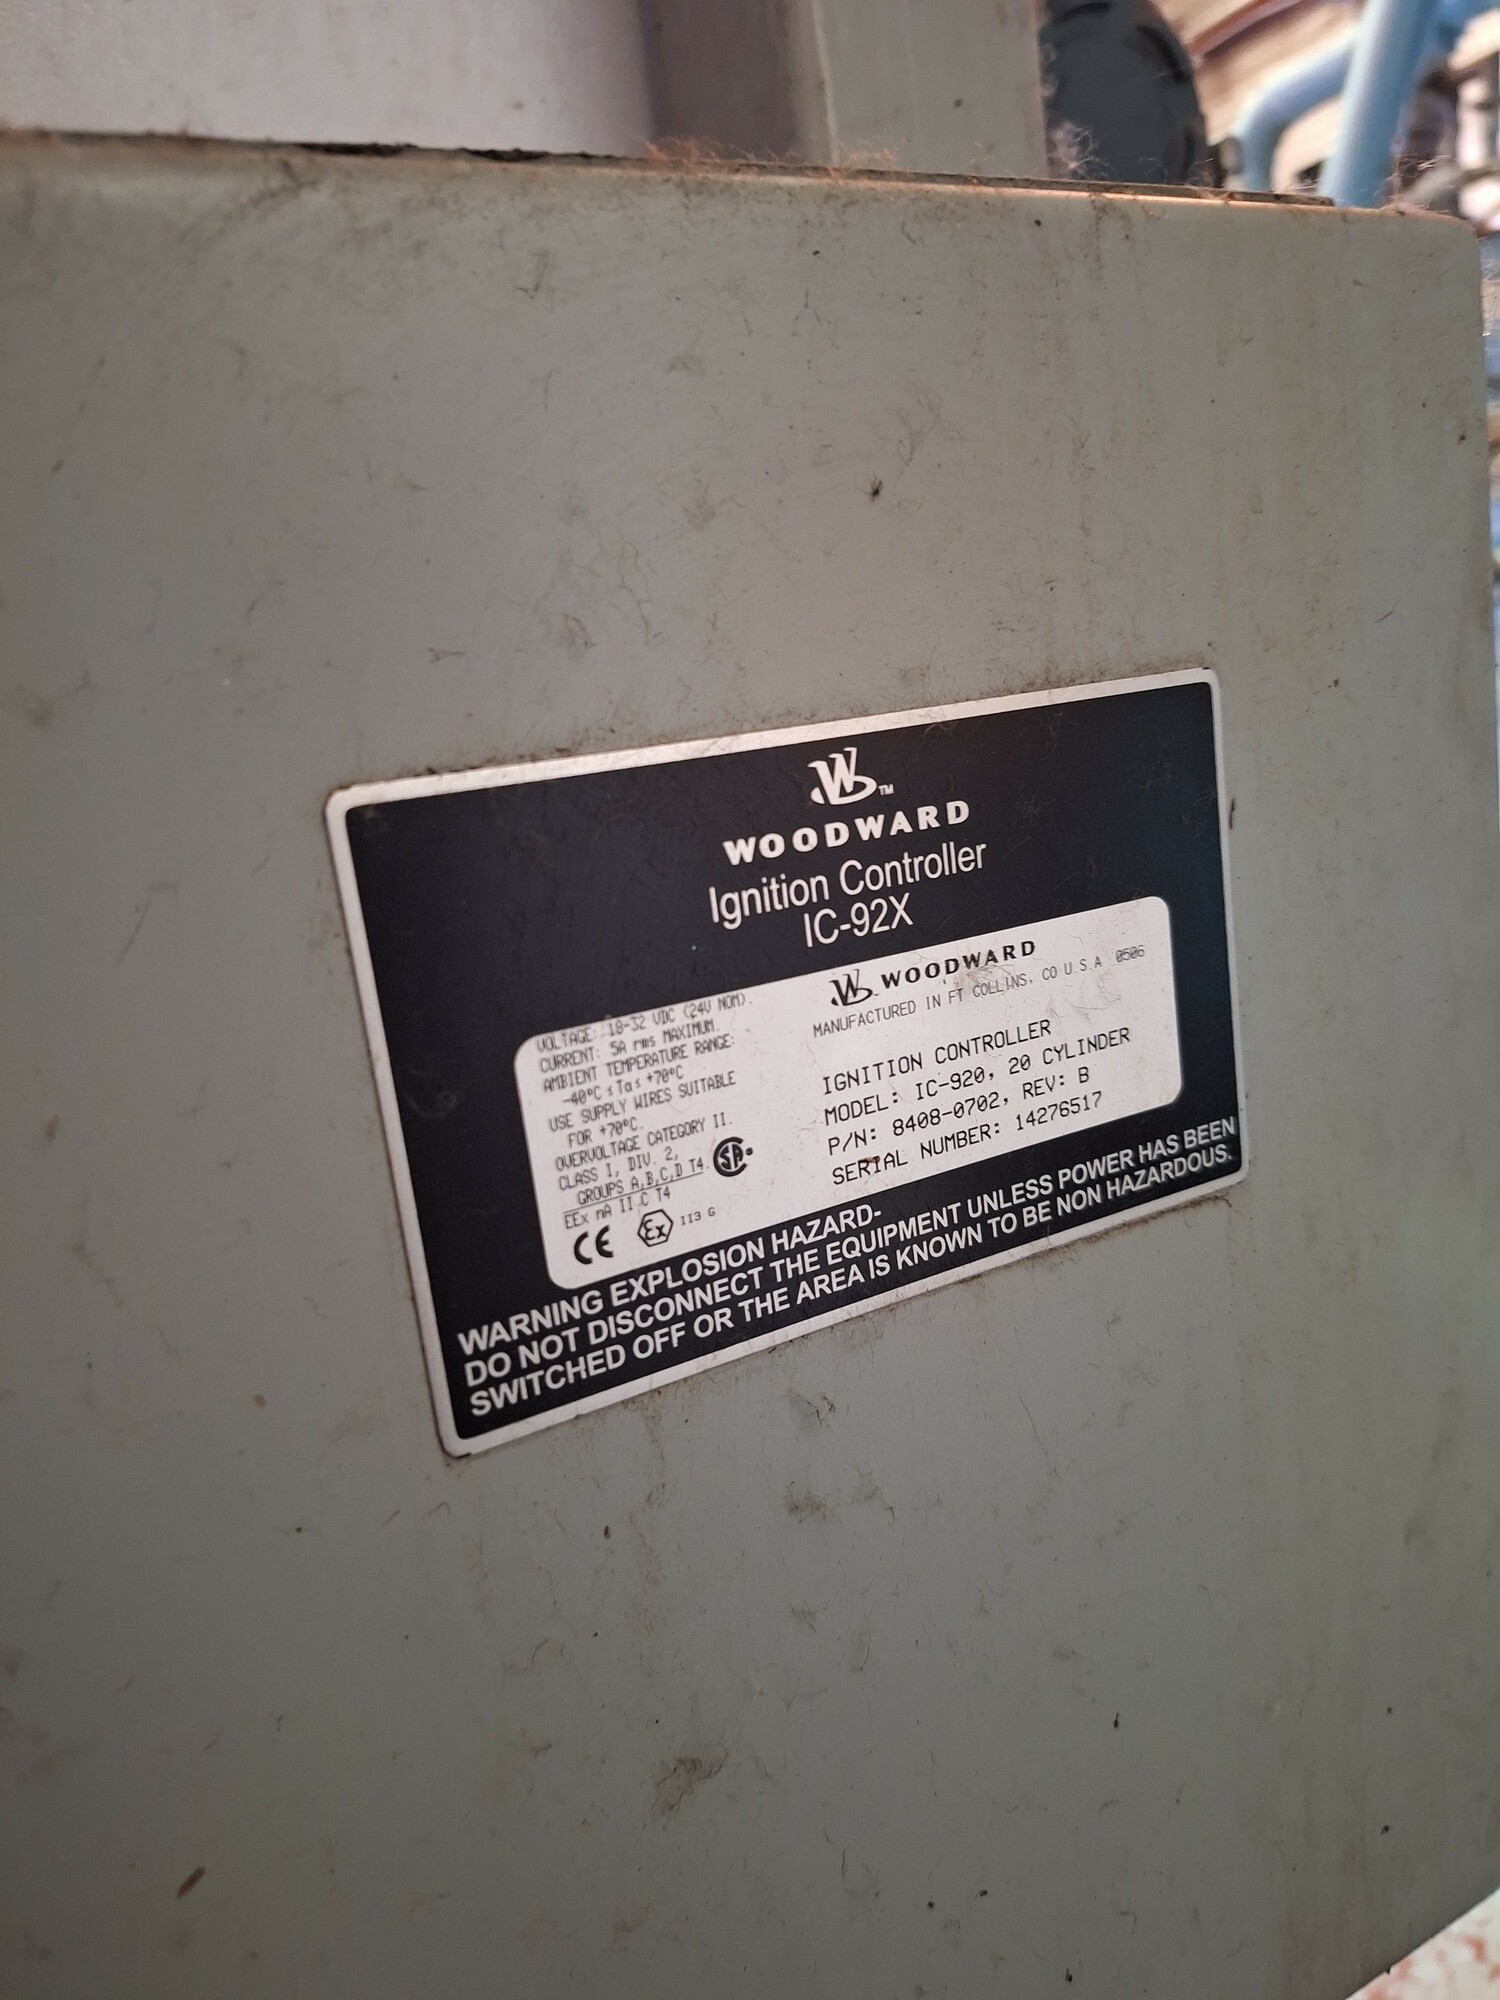 WOODWARD
Ignition Controller
IC-92X
VOLTAGE: 18-32 VDC (24V NOM).
CURRENT: 5A rms MAXIMUM.
AMBIENT TEMPERATURE RANGE:
-40°C ≤ Ta ≤ +70°C
USE SUPPLY WIRES SUITABLE
FOR +70°C.
OVERVOLTAGE CATEGORY II.
CLASS I, DIV. 2,
GROUPS A,B,C,D T4.
EEx nA II C T4
CE Ex II3 G
WOODWARD
MANUFACTURED IN FT COLLINS, CO U.S.A 0506
IGNITION CONTROLLER
MODEL: IC-920, 20 CYLINDER
P/N: 8408-0702, REV: B
SERIAL NUMBER: 14276517
WARNING EXPLOSION HAZARD-
DO NOT DISCONNECT THE EQUIPMENT UNLESS POWER HAS BEEN
SWITCHED OFF OR THE AREA IS KNOWN TO BE NON HAZARDOUS.